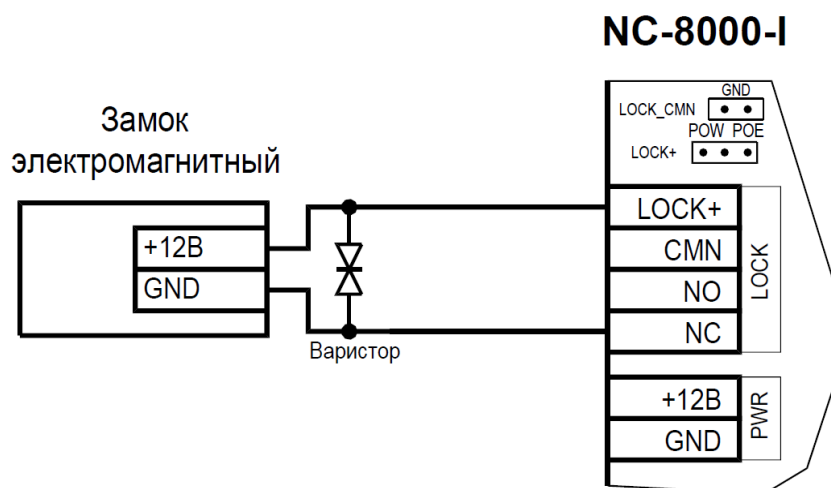 NC-8000-I
GND
LOCK_CMN
POW POE
LOCK+
Замок
электромагнитный
+12В
GND
Варистор
LOCK+
CMN
NO
NC
LOCK
+12В
GND
PWR